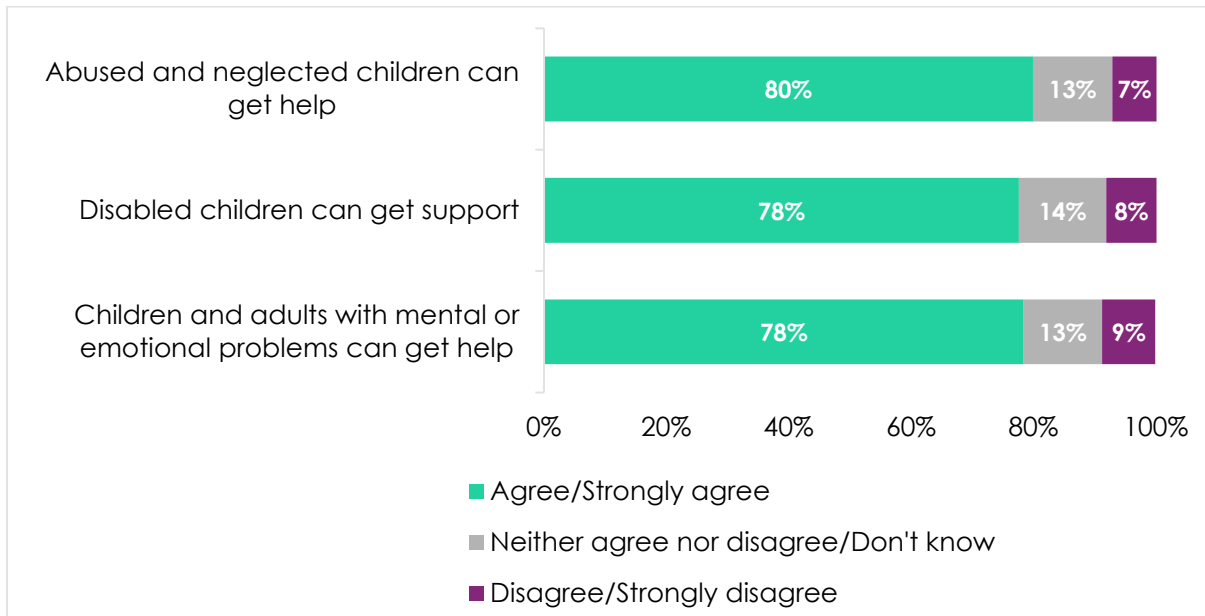 Abused and neglected children can
get help
80%
13%
7%
Disabled children can get support
78%
14%
8%
Children and adults with mental or
emotional problems can get help
78%
13%
9%
0%
20%
40%
60%
80%
100%
Agree/Strongly agree
Neither agree nor disagree/Don't know
Disagree/Strongly disagree